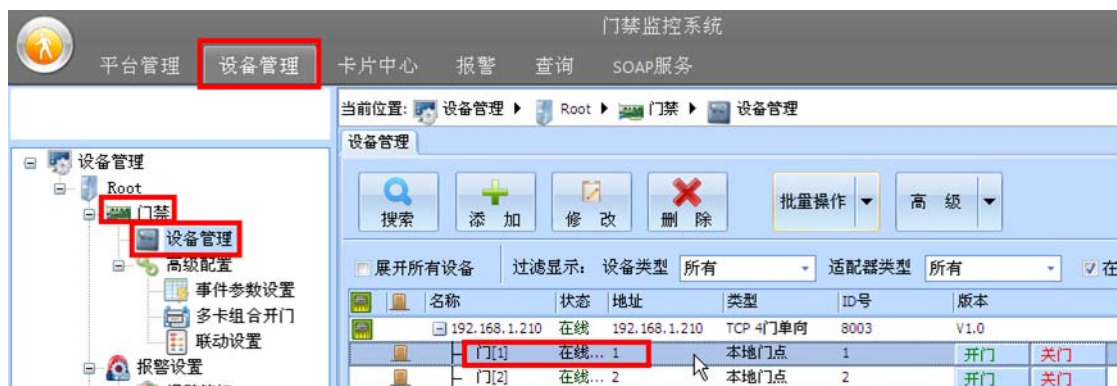 门禁监控系统
平台管理 设备管理 卡片中心 报警 查询 SOAP服务
当前位置: 设备管理 Root 门禁 设备管理
设备管理
设备管理
Root
门禁
设备管理
高级配置
事件参数设置
多卡组合开门
联动设置
报警设置
搜索 添 加 修 改 删 除 批量操作 高 级
展开所有设备 过滤显示: 设备类型 所有 适配器类型 所有 在
名称 状态 地址 类型 ID号 版本
192.168.1.210 在线 192.168.1.210 TCP 4门单向 8003 V1.0
门[1] 在线... 1 本地门点 1 开门 关门
门[2] 在线... 2 本地门点 2 开门 关门